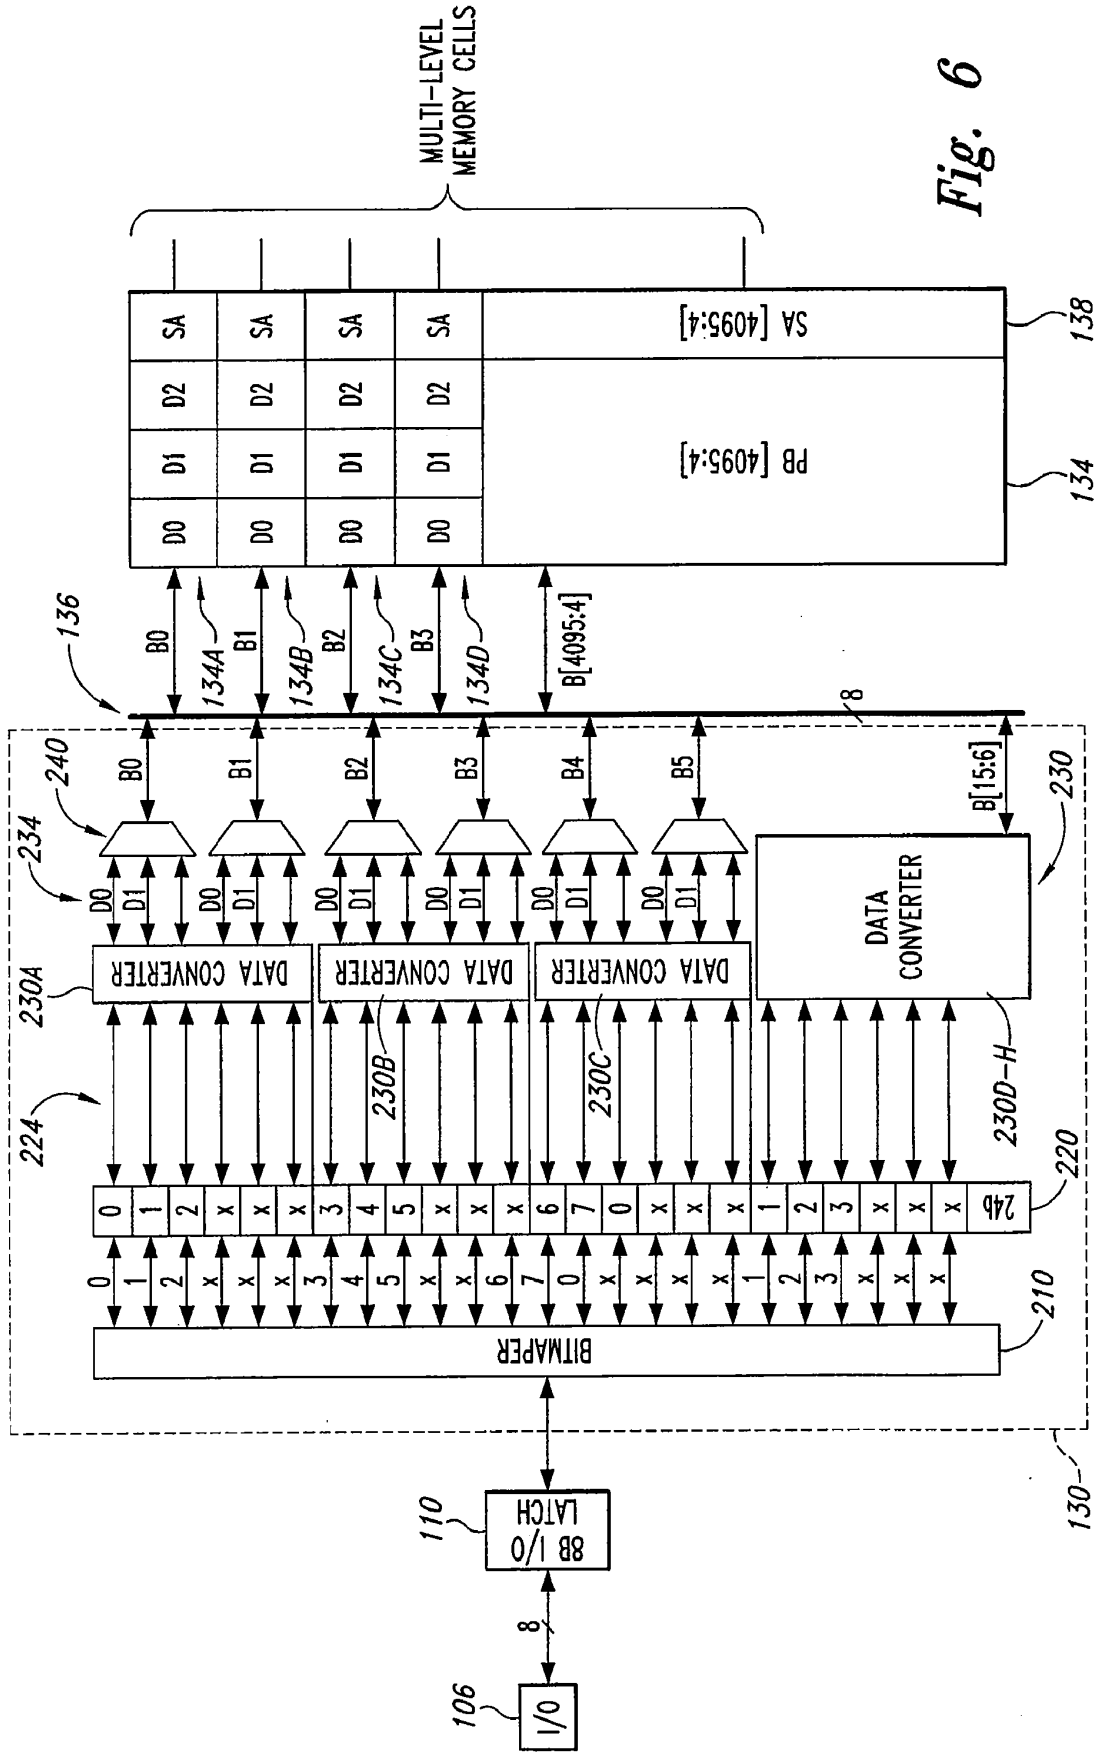 106
I/O
8
110
8B I/O
LATCH
130
BITMAPER
210
0
1
2
x
x
x
3
4
5
x
x
6
7
0
x
x
x
x
1
2
3
x
x
x
0
1
2
x
x
x
3
4
5
x
x
x
6
7
0
x
x
x
1
2
3
x
x
x
24b
220
224
230A
DATA CONVERTER
230B
DATA CONVERTER
230C
DATA CONVERTER
230D-H
DATA
CONVERTER
230
234
D0
D1
D0
D1
D0
D1
D0
D1
D0
D1
D0
D1
240
B0
B1
B2
B3
B4
B5
B[15:6]
136
8
B0
134A
B1
134B
B2
134C
B3
134D
B[4095:4]
D0
D1
D2
SA
D0
D1
D2
SA
D0
D1
D2
SA
D0
D1
D2
SA
PB [4095:4]
SA [4095:4]
134
138
MULTI-LEVEL
MEMORY CELLS
Fig. 6